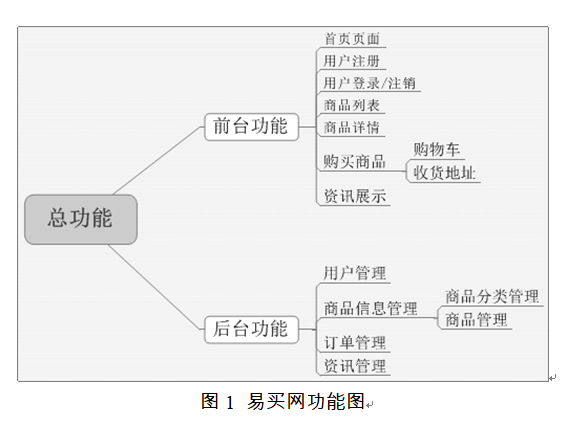 首页页面
用户注册
用户登录/注销
商品列表
前台功能
商品详情
购买商品
购物车
收货地址
资讯展示
总功能
用户管理
商品信息管理
商品分类管理
商品管理
后台功能
订单管理
资讯管理
图 1 易买网功能图